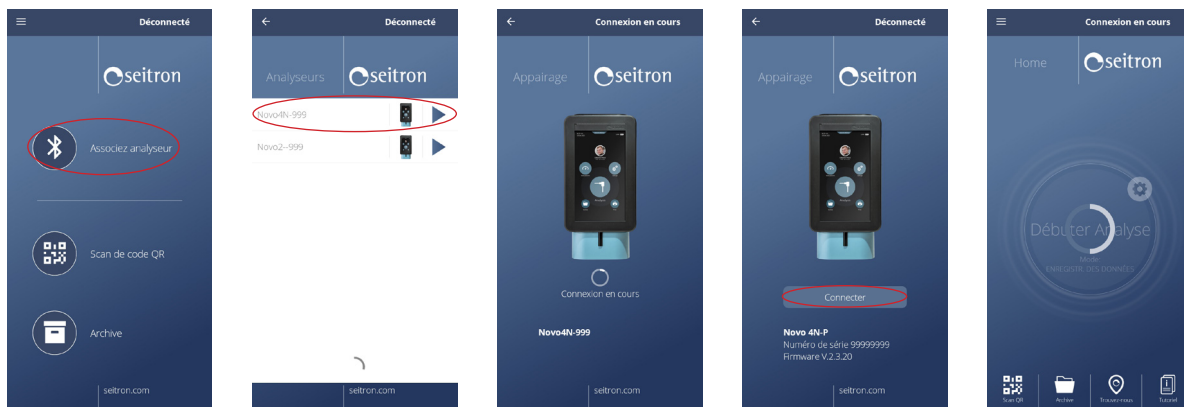 Déconnecté
seitron
Associez analyseur
Scan de code QR
Archive
seitron.com
Déconnecté
Analyseurs
seitron
Novo4N-999
Novo2--999
seitron.com
Connexion en cours
Appairage
seitron
Connexion en cours
Novo4N-999
seitron.com
Déconnecté
Appairage
seitron
Connecter
Novo 4N-P
Numéro de série 99999999
Firmware V.2.3.20
seitron.com
Connexion en cours
Home
seitron
Débuter Analyse
Mode:
ENREGISTR. DES DONNÉES
Scan QR
Archive
Trouvez-nous
Tutoriel